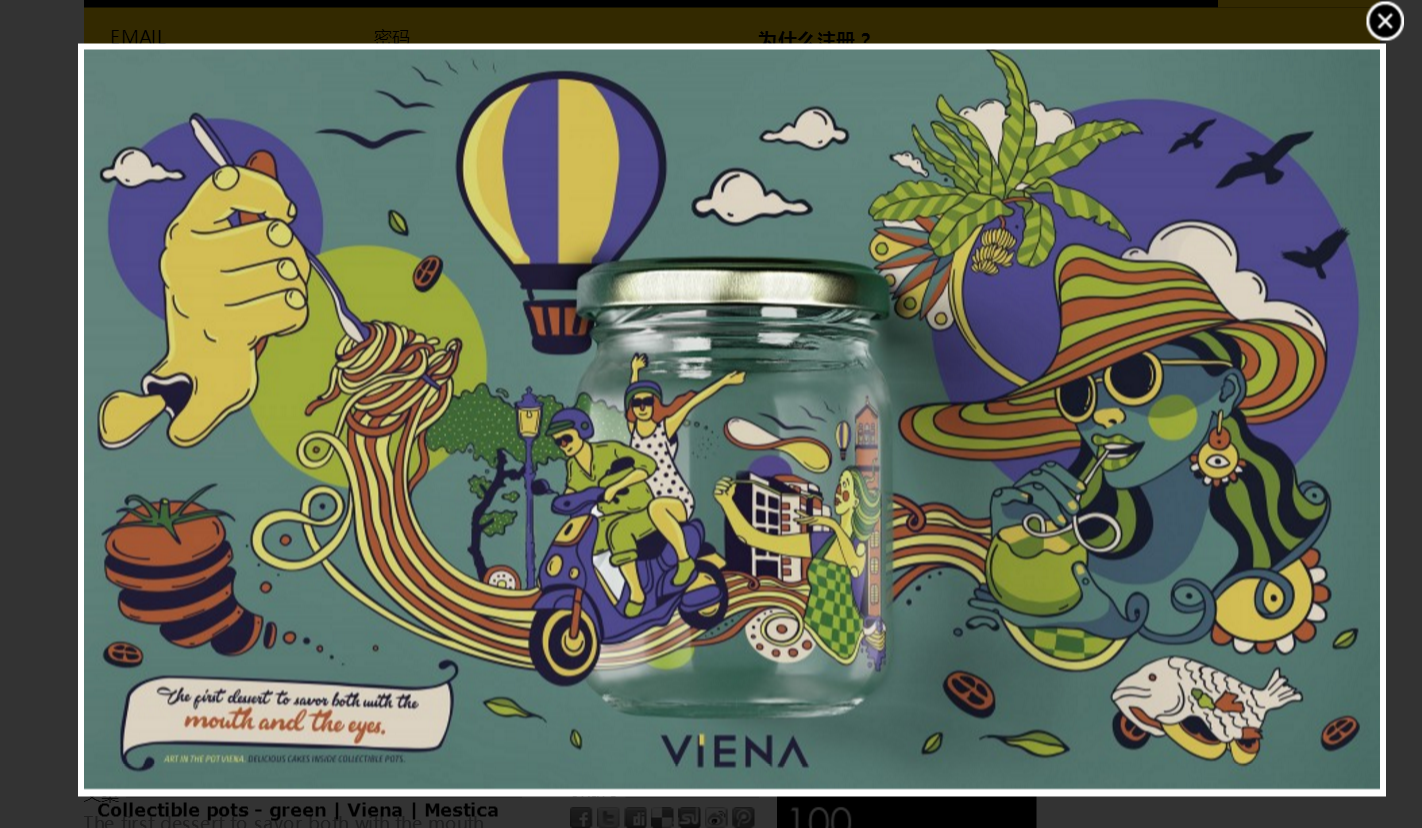 EMAIL
密码
为什么注册？
The first dessert to savor both with the
mouth and the eyes.
ART IN THE POT VIENA. DELICIOUS CAKES INSIDE COLLECTIBLE POTS.
ViENA
Collectible pots - green | Viena | Mestica
The first dessert to savor both with the mouth
100